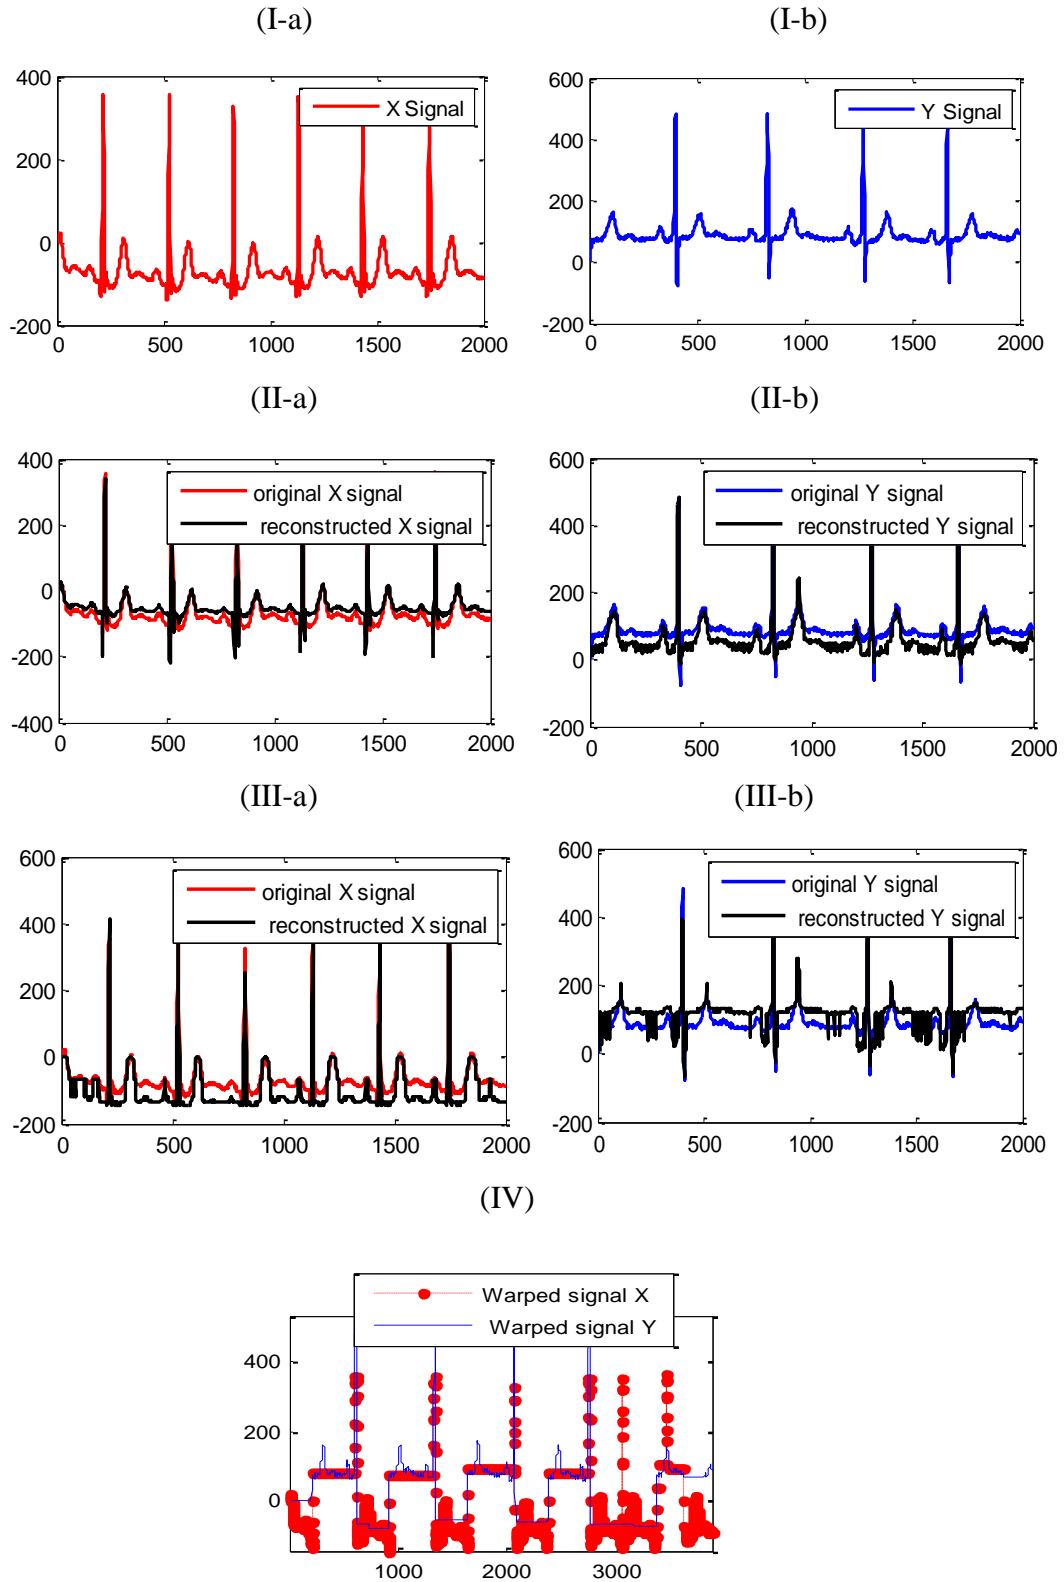 (I-a)
(I-b)
400
200
0
-200
0 500 1000 1500 2000
X Signal
600
400
200
0
-200
0 500 1000 1500 2000
Y Signal
(II-a)
(II-b)
400
200
0
-200
-400
0 500 1000 1500 2000
original X signal
reconstructed X signal
600
400
200
0
-200
0 500 1000 1500 2000
original Y signal
reconstructed Y signal
(III-a)
(III-b)
600
400
200
0
-200
0 500 1000 1500 2000
original X signal
reconstructed X signal
600
400
200
0
-200
0 500 1000 1500 2000
original Y signal
reconstructed Y signal
(IV)
Warped signal X
Warped signal Y
400
200
0
1000 2000 3000